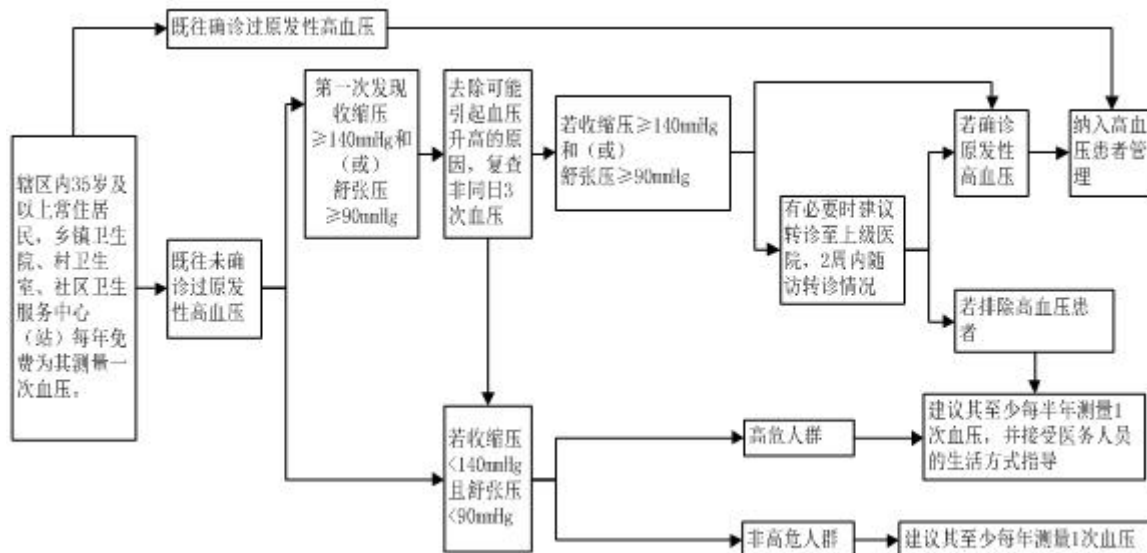 既往确诊过原发性高血压
辖区内35岁及
以上常住居
民，乡镇卫生
院、村卫生
室、社区卫生
服务中心
（站）每年免
费为其测量一
次血压。
既往未确
诊过原发
性高血压
第一次发现
收缩压
≥140mmHg和
（或）
舒张压
≥90mmHg
去除可能
引起血压
升高的原
因，复查
非同日3
次血压
若收缩压≥140mmHg
和（或）
舒张压≥90mmHg
若确诊
原发性
高血压
纳入高血
压患者管
理
有必要时建议
转诊至上级医
院，2周内随
访转诊情况
若排除高血压患
者
若收缩压
<140mmHg
且舒张压
<90mmHg
高危人群
建议其至少每半年测量1
次血压，并接受医务人员
的生活方式指导
非高危人群
建议其至少每年测量1次血压